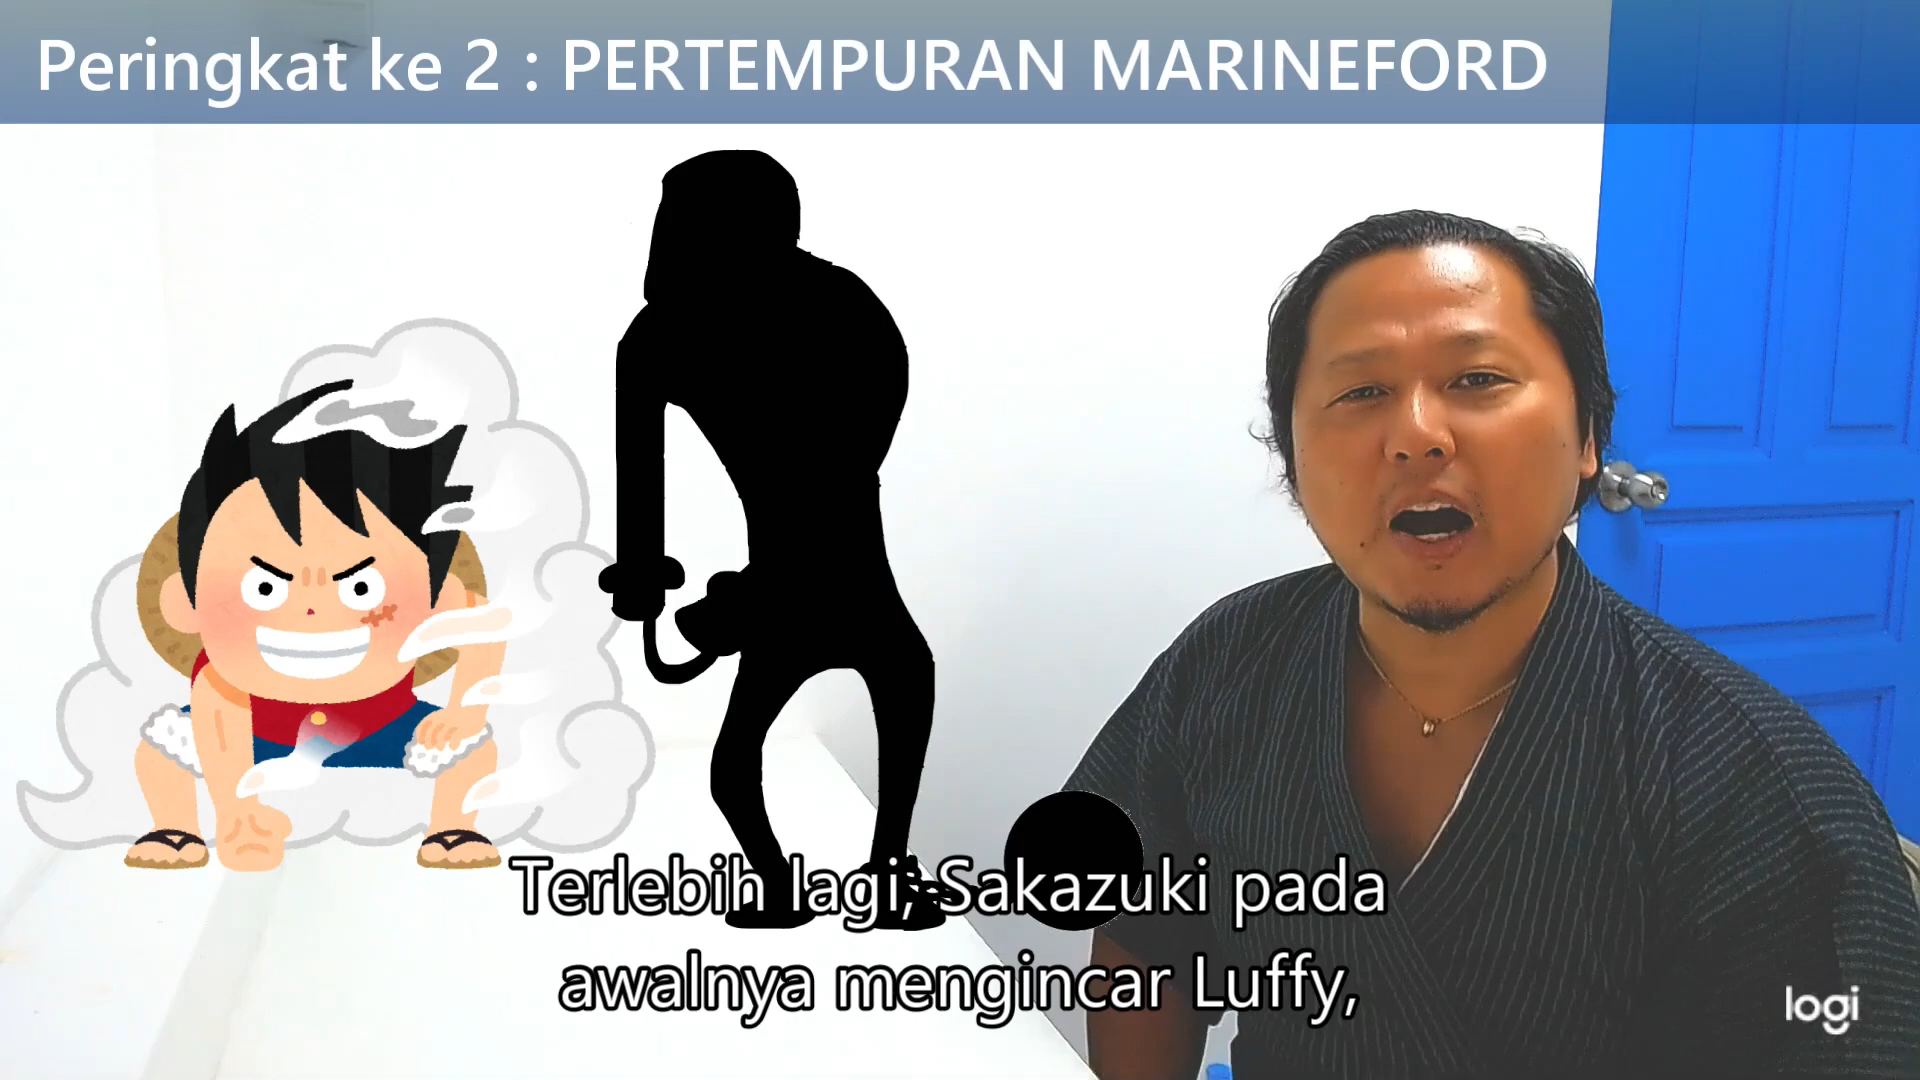 Peringkat ke 2 : PERTEMPURAN MARINEFORD
Terlebih lagi, Sakazuki pada
awalnya mengincar Luffy,
logi